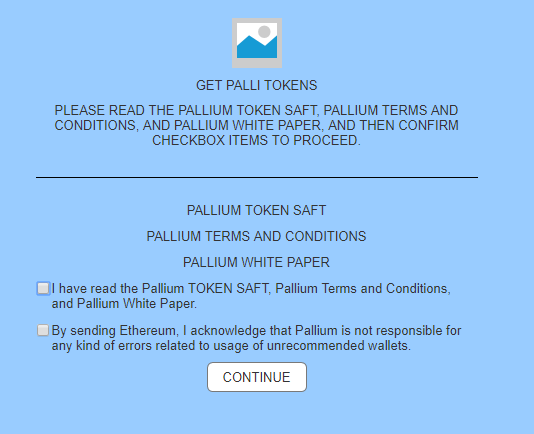 GET PALLI TOKENS
PLEASE READ THE PALLIUM TOKEN SAFT, PALLIUM TERMS AND
CONDITIONS, AND PALLIUM WHITE PAPER, AND THEN CONFIRM
CHECKBOX ITEMS TO PROCEED.
PALLIUM TOKEN SAFT
PALLIUM TERMS AND CONDITIONS
PALLIUM WHITE PAPER
I have read the Pallium TOKEN SAFT, Pallium Terms and Conditions,
and Pallium White Paper.
By sending Ethereum, I acknowledge that Pallium is not responsible for
any kind of errors related to usage of unrecommended wallets.
CONTINUE